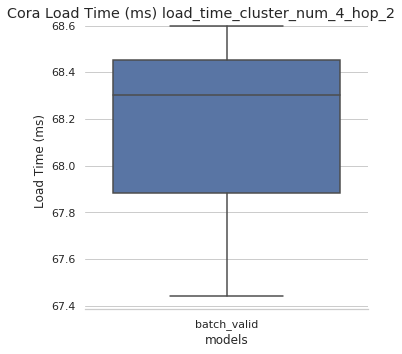 Cora Load Time (ms) load_time_cluster_num_4_hop_2
68.6
68.4
68.2
68.0
67.8
67.6
67.4
Load Time (ms)
batch_valid
models